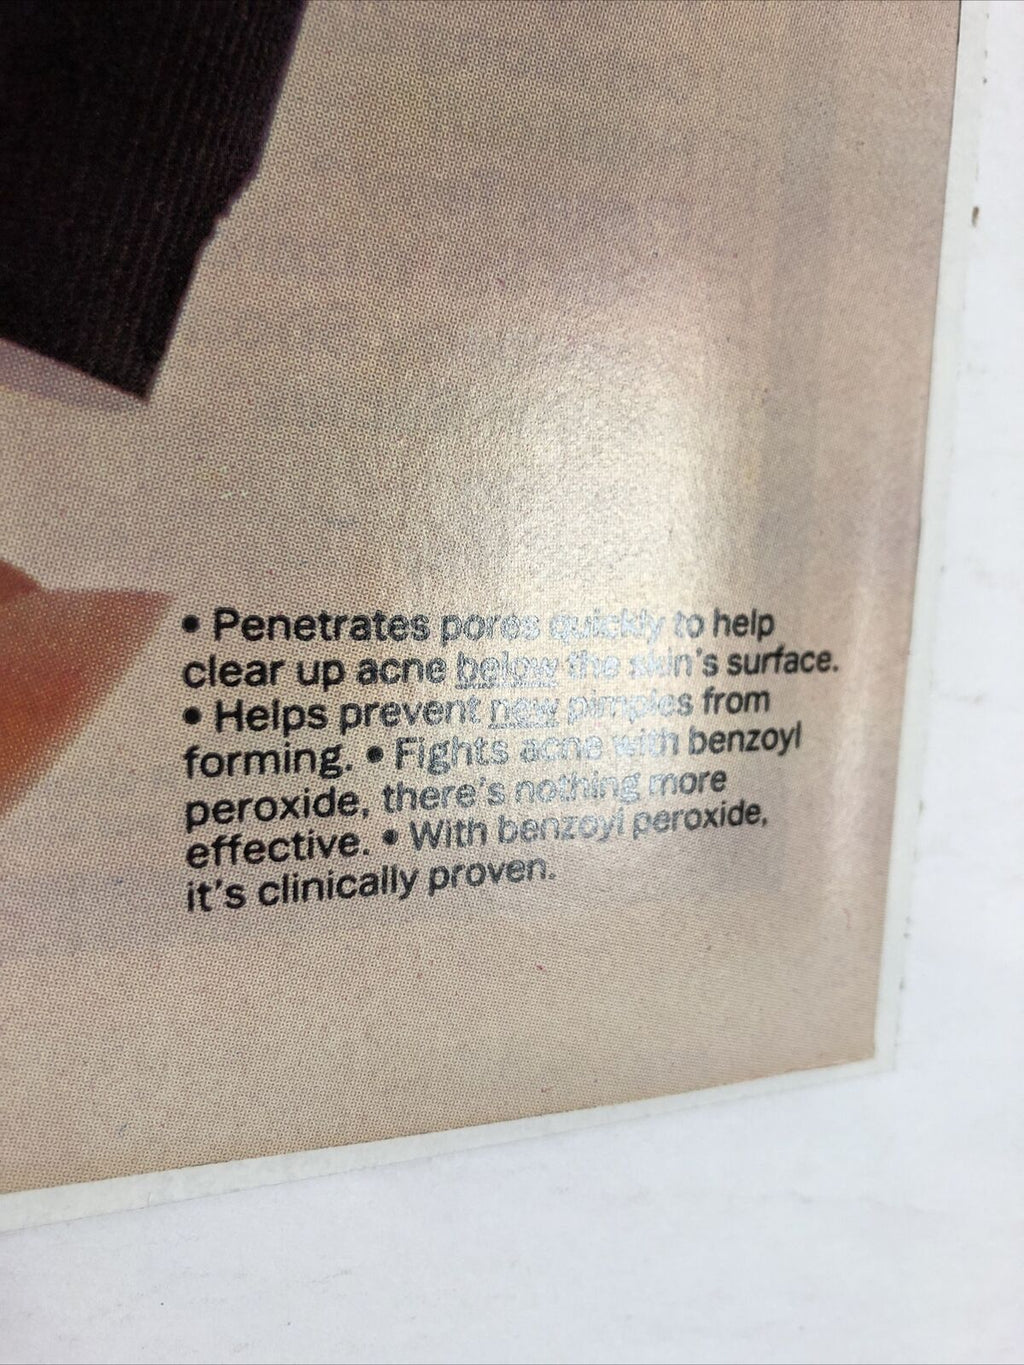 • Penetrates pores quickly to help
clear up acne below the skin's surface.
• Helps prevent new pimples from
forming. • Fights acne with benzoyl
peroxide, there's nothing more
effective. • With benzoyl peroxide,
it's clinically proven.